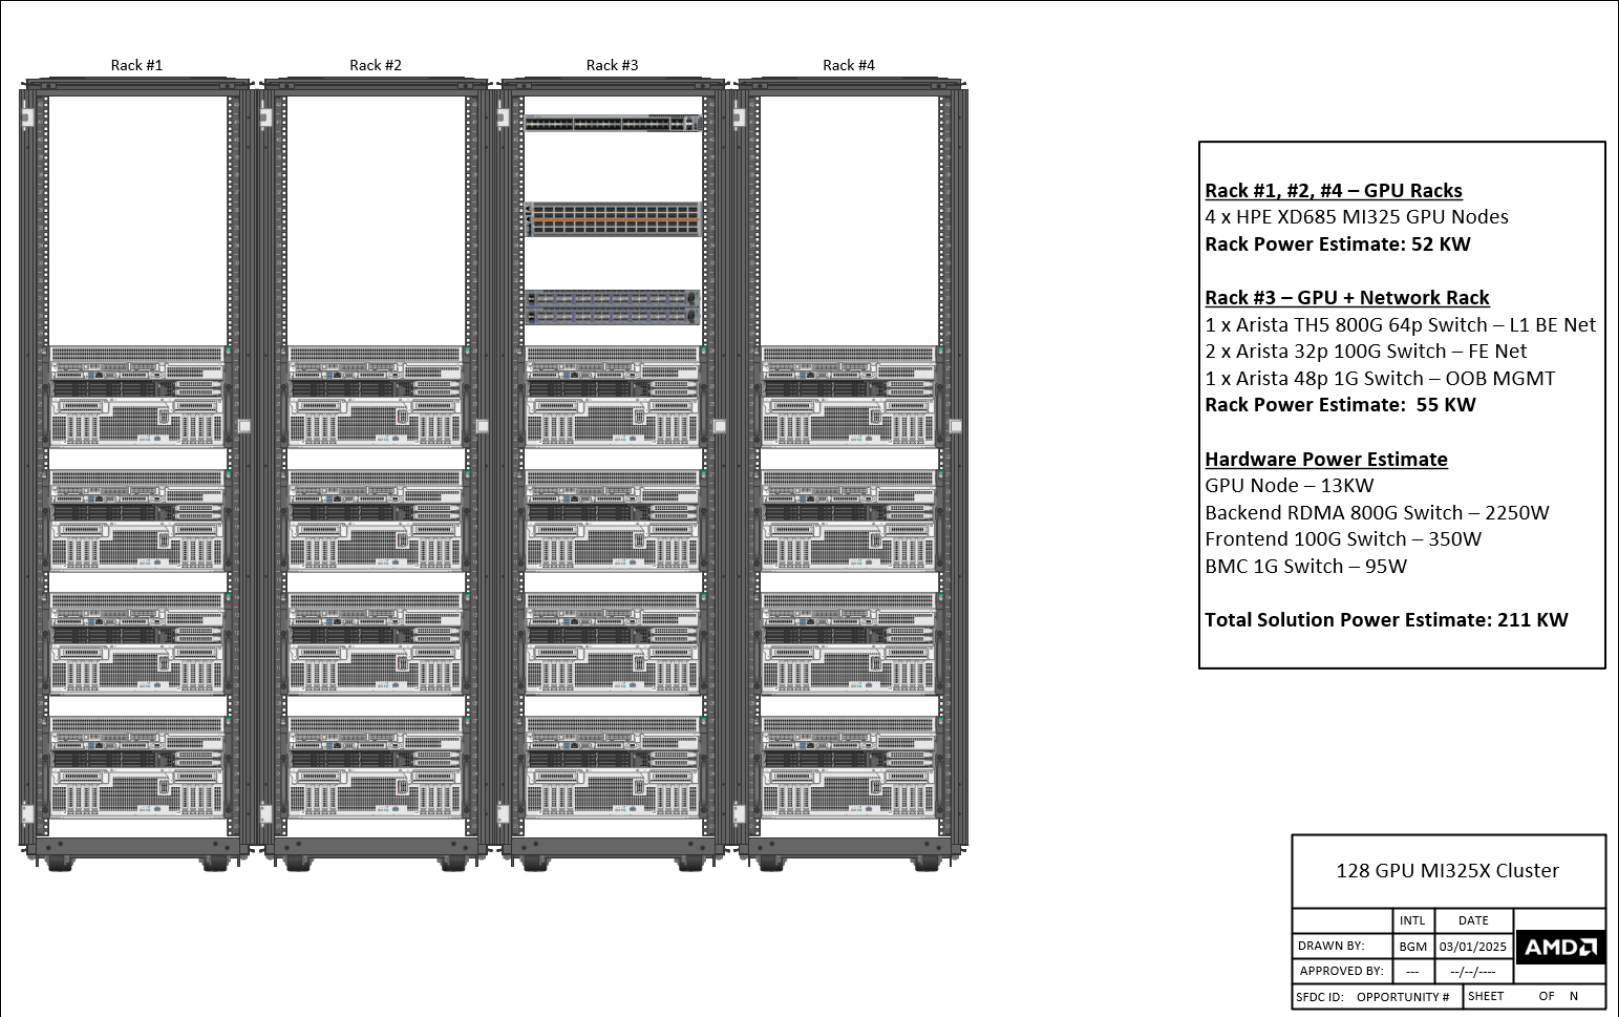 Rack #1
Rack #2
Rack #3
Rack #4
Rack #1, #2, #4 – GPU Racks
4 x HPE XD685 MI325 GPU Nodes
Rack Power Estimate: 52 KW
Rack #3 – GPU + Network Rack
1 x Arista TH5 800G 64p Switch – L1 BE Net
2 x Arista 32p 100G Switch – FE Net
1 x Arista 48p 1G Switch – OOB MGMT
Rack Power Estimate:  55 KW
Hardware Power Estimate
GPU Node – 13KW
Backend RDMA 800G Switch – 2250W
Frontend 100G Switch – 350W
BMC 1G Switch – 95W
Total Solution Power Estimate: 211 KW
128 GPU MI325X Cluster
INTL DATE
DRAWN BY: BGM 03/01/2025
APPROVED BY: --- --/--/----
AMD
SFDC ID: OPPORTUNITY # SHEET OF N